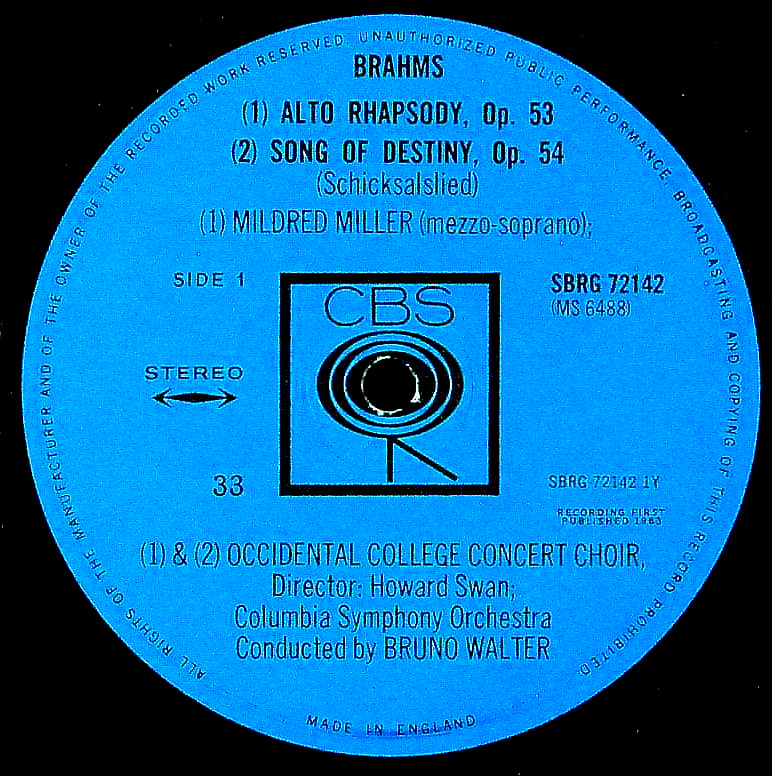 ALL RIGHTS OF THE MANUFACTURER AND OF THE OWNER OF THE RECORDED WORK RESERVED. UNAUTHORIZED PUBLIC PERFORMANCE, BROADCASTING AND COPYING OF THIS RECORD PROHIBITED.
BRAHMS
(1) ALTO RHAPSODY, Op. 53
(2) SONG OF DESTINY, Op. 54
(Schicksalslied)
(1) MILDRED MILLER (mezzo-soprano);
SIDE 1
CBS
SBRG 72142
(MS 6488)
STEREO
33
SBRG 72142 1Y
RECORDING FIRST
PUBLISHED 1963
(1) & (2) OCCIDENTAL COLLEGE CONCERT CHOIR,
Director: Howard Swan;
Columbia Symphony Orchestra
Conducted by BRUNO WALTER
MADE IN ENGLAND